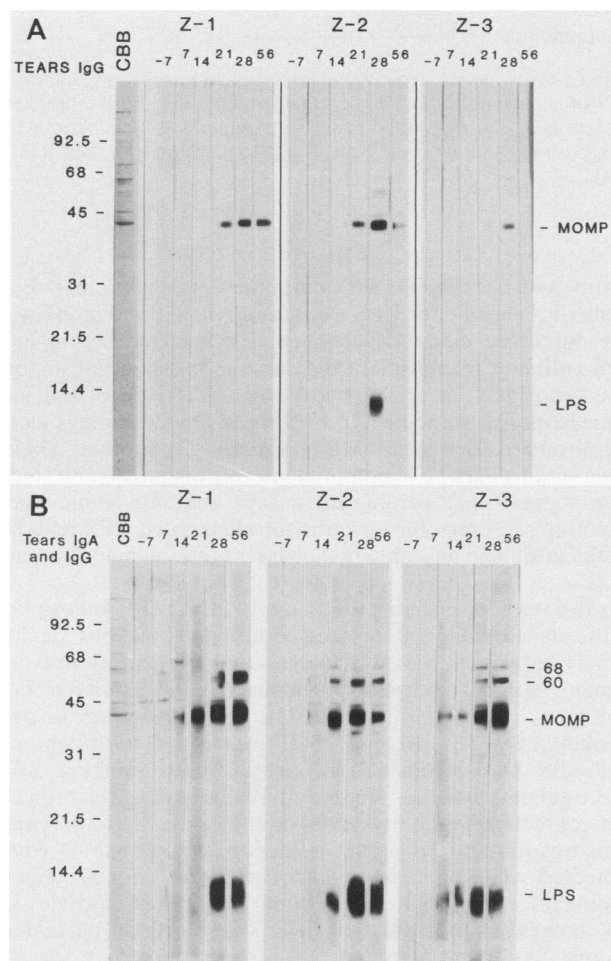 A
Z-1 Z-2 Z-3
TEARS IgG
CBB
-7 7 14 21 28 56 -7 7 14 21 28 56 -7 7 14 21 28 56
92.5 -
68 -
45 -
- MOMP
31 -
21.5 -
14.4 -
- LPS
B
Z-1 Z-2 Z-3
Tears IgA
and IgG
CBB
-7 7 14 21 28 56 -7 7 14 21 28 56 -7 7 14 21 28 56
92.5 -
68 -
- 68
- 60
45 -
- MOMP
31 -
21.5 -
14.4 -
- LPS